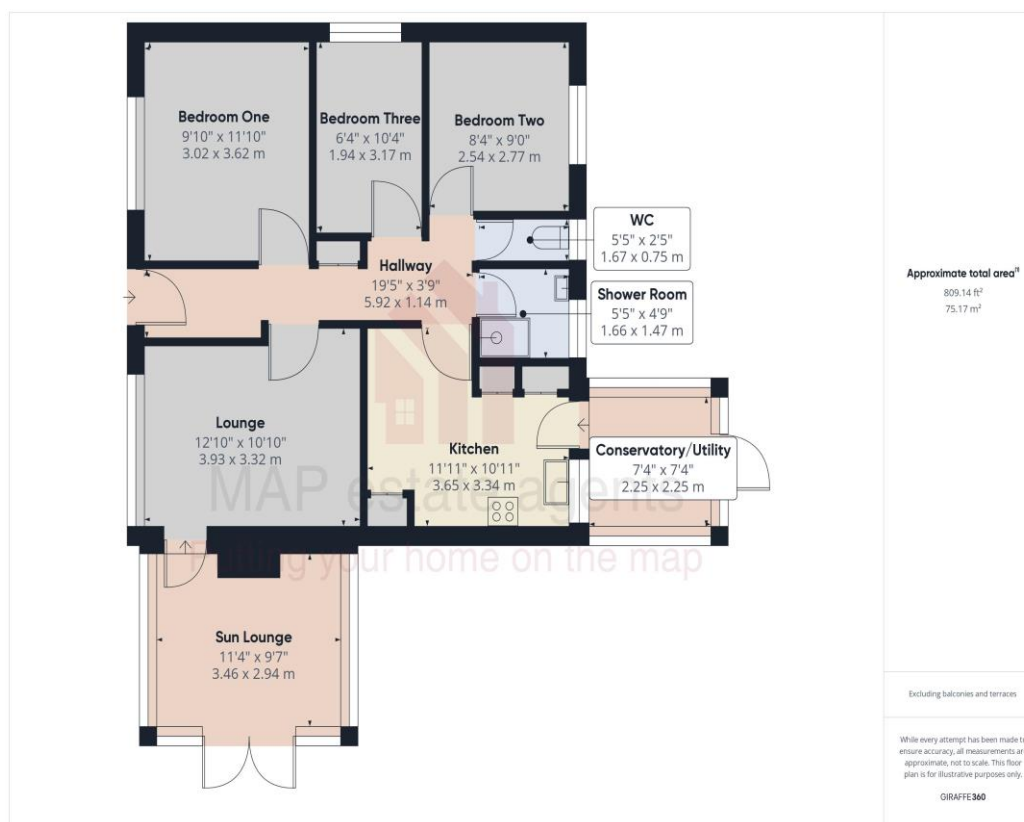 Bedroom One
9'10" x 11'10"
3.02 x 3.62 m
Bedroom Three
6'4" x 10'4"
1.94 x 3.17 m
Bedroom Two
8'4" x 9'0"
2.54 x 2.77 m
WC
5'5" x 2'5"
1.67 x 0.75 m
Hallway
19'5" x 3'9"
5.92 x 1.14 m
Shower Room
5'5" x 4'9"
1.66 x 1.47 m
Lounge
12'10" x 10'10"
3.93 x 3.32 m
Kitchen
11'11" x 10'11"
3.65 x 3.34 m
Conservatory/Utility
7'4" x 7'4"
2.25 x 2.25 m
MAP estate agents
Putting your home on the map
Sun Lounge
11'4" x 9'7"
3.46 x 2.94 m
Approximate total area
809.14 ft²
75.17 m²
Excluding balconies and terraces
While every attempt has been made to
ensure accuracy, all measurements are
approximate, not to scale. This floor
plan is for illustrative purposes only.
GIRAFFE360